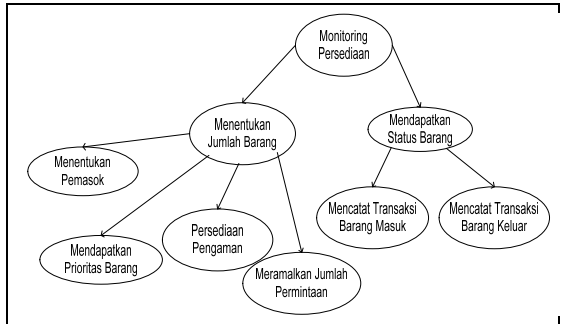 Monitoring
Persediaan
Menentukan
Jumlah Barang
Mendapatkan
Status Barang
Menentukan
Pemasok
Mendapatkan
Prioritas Barang
Persediaan
Pengaman
Meramalkan Jumlah
Permintaan
Mencatat Transaksi
Barang Masuk
Mencatat Transaksi
Barang Keluar